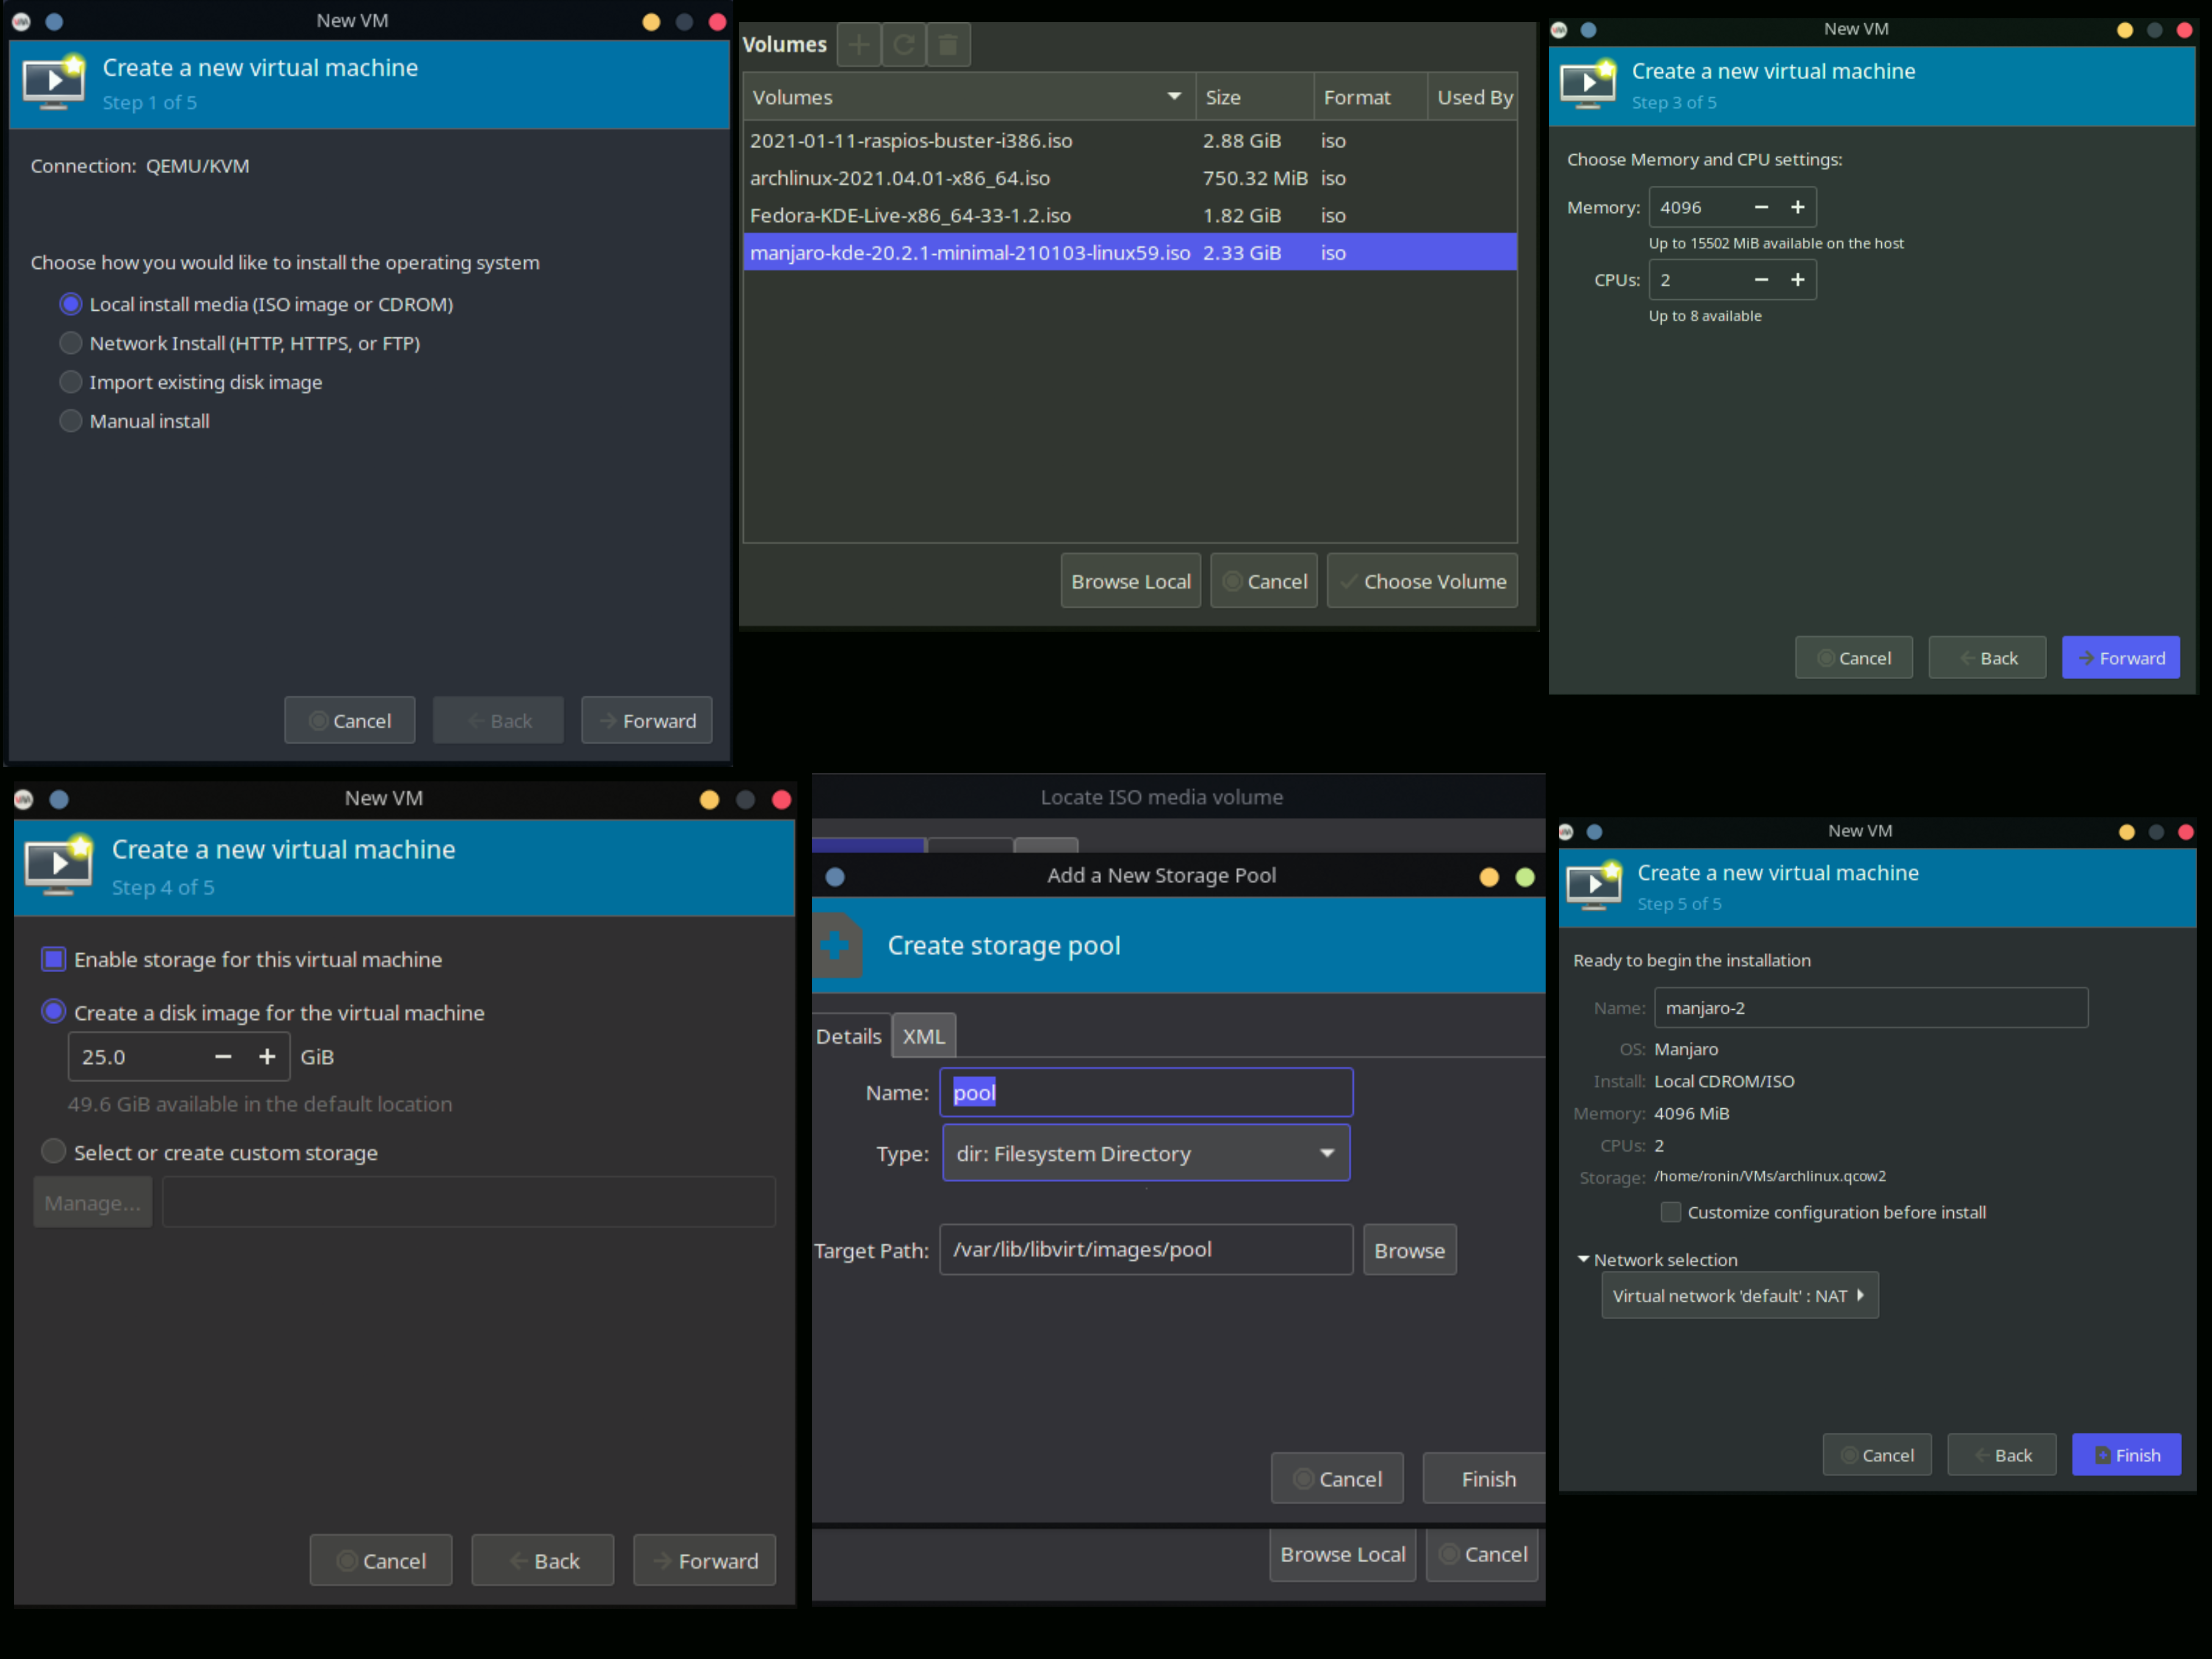 New VM
Create a new virtual machine
Step 1 of 5
Connection: QEMU/KVM
Choose how you would like to install the operating system
Local install media (ISO image or CDROM)
Network Install (HTTP, HTTPS, or FTP)
Import existing disk image
Manual install
Cancel
Back
Forward
Volumes
Volumes Size Format Used By
2021-01-11-raspios-buster-i386.iso 2.88 GiB iso
archlinux-2021.04.01-x86_64.iso 750.32 MiB iso
Fedora-KDE-Live-x86_64-33-1.2.iso 1.82 GiB iso
manjaro-kde-20.2.1-minimal-210103-linux59.iso 2.33 GiB iso
Browse Local
Cancel
Choose Volume
New VM
Create a new virtual machine
Step 3 of 5
Choose Memory and CPU settings:
Memory: 4096 − +
Up to 15502 MiB available on the host
CPUs: 2 − +
Up to 8 available
Cancel
Back
Forward
New VM
Create a new virtual machine
Step 4 of 5
Enable storage for this virtual machine
Create a disk image for the virtual machine
25.0 − + GiB
49.6 GiB available in the default location
Select or create custom storage
Manage...
Cancel
Back
Forward
Locate ISO media volume
Add a New Storage Pool
Create storage pool
Details XML
Name: pool
Type: dir: Filesystem Directory
Target Path: /var/lib/libvirt/images/pool Browse
Cancel
Finish
Browse Local
Cancel
New VM
Create a new virtual machine
Step 5 of 5
Ready to begin the installation
Name: manjaro-2
OS: Manjaro
Install: Local CDROM/ISO
Memory: 4096 MiB
CPUs: 2
Storage: /home/ronin/VMs/archlinux.qcow2
Customize configuration before install
Network selection
Virtual network 'default' : NAT
Cancel
Back
Finish